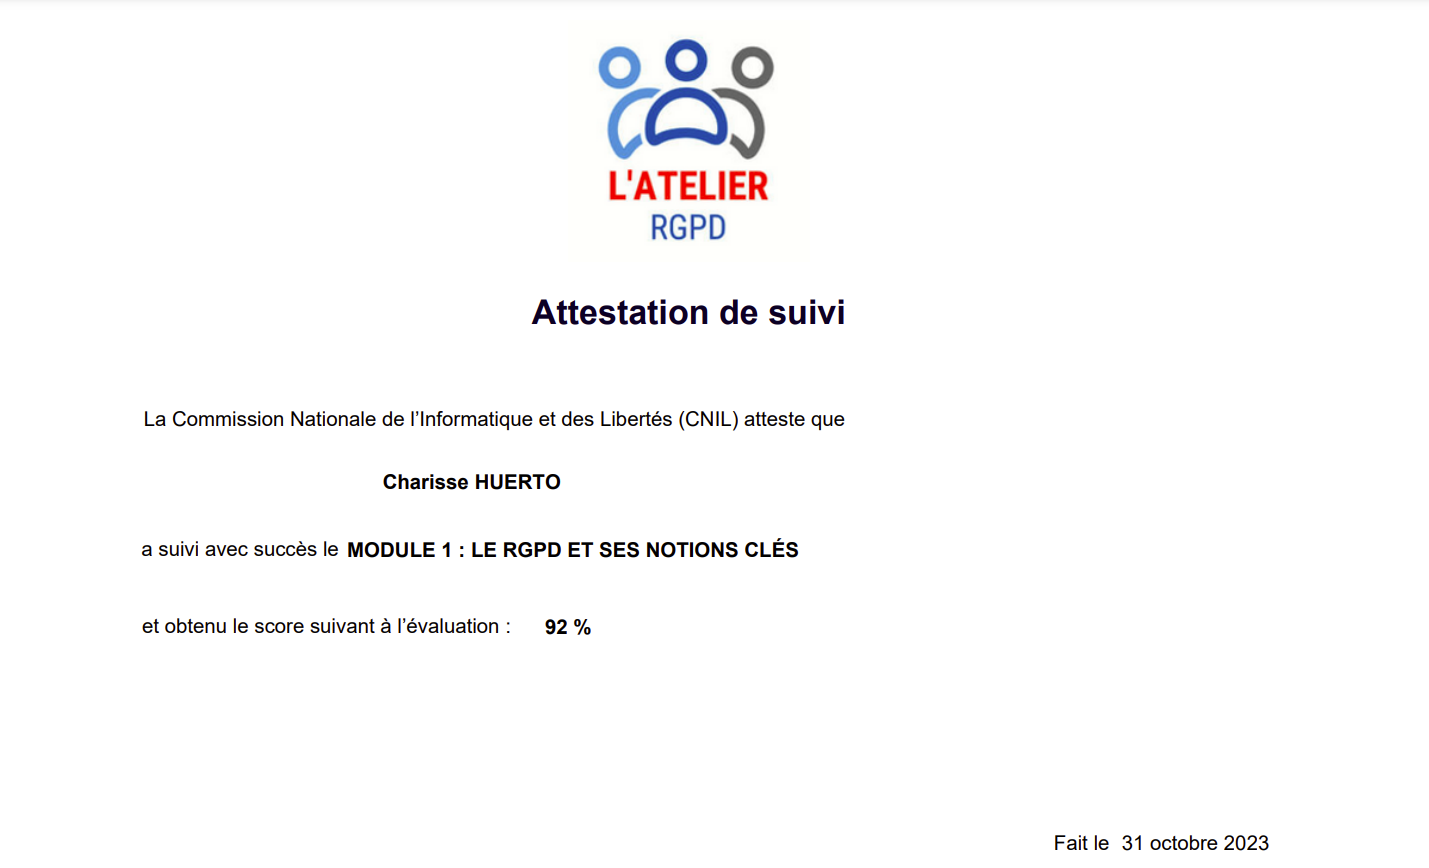 L'ATELIER
RGPD
Attestation de suivi
La Commission Nationale de l’Informatique et des Libertés (CNIL) atteste que
Charisse HUERTO
a suivi avec succès le MODULE 1 : LE RGPD ET SES NOTIONS CLÉS
et obtenu le score suivant à l’évaluation : 92 %
Fait le 31 octobre 2023